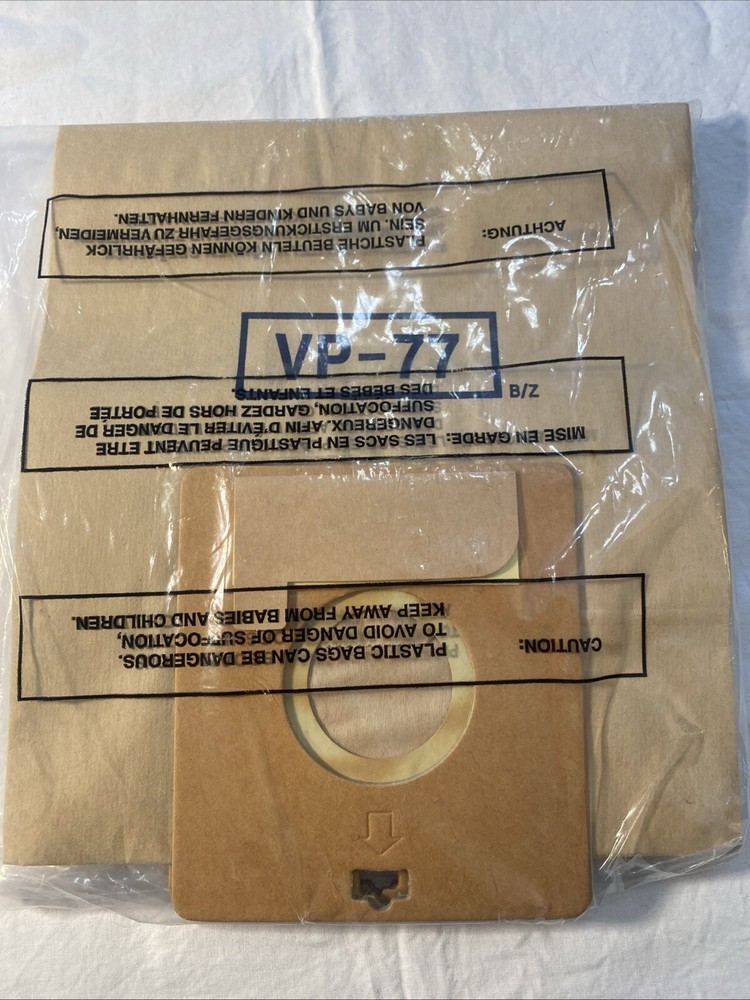 ACHTUNG: PLASTICHE BEUTELN KÖNNEN GEFÄHRLICK
SEIN. UM ERSTICKUNGSGEFAHR ZU VERMEIDEN,
VON BABYS UND KINDERN FERNHALTEN.
VP-77
B/Z
MISE EN GARDE: LES SACS EN PLASTIGUE PEUVENT ETRE
DANGEREUX. AFIN D'ÉVITER LE DANGER DE
SUFFOCATION, GARDEZ HORS DE PORTÉE
DES BEBES ET ENFANTS.
CAUTION: PLASTIC BAGS CAN BE DANGEROUS.
TO AVOID DANGER OF SUFFOCATION,
KEEP AWAY FROM BABIES AND CHILDREN.